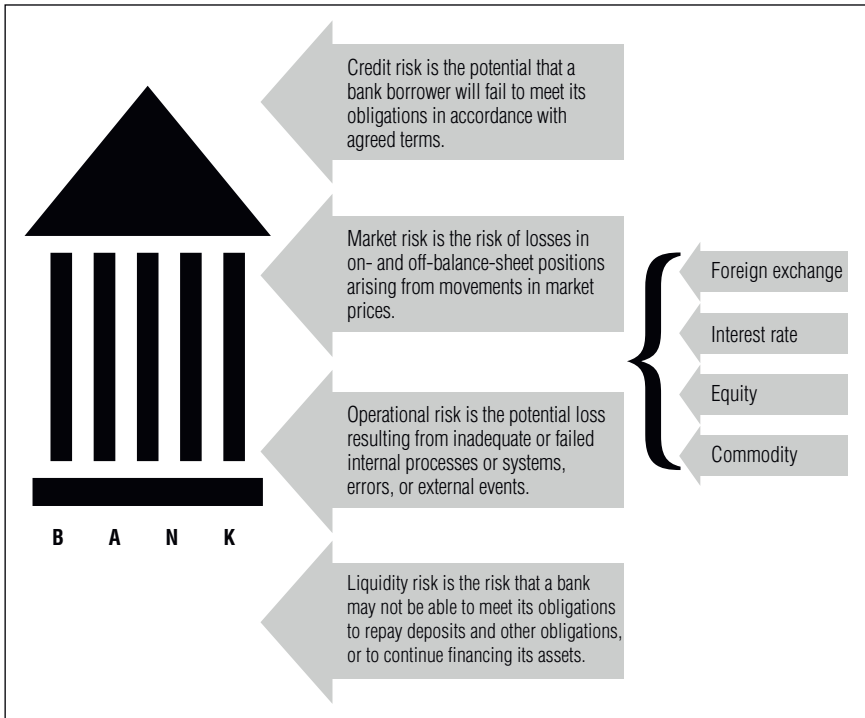 Credit risk is the potential that a
bank borrower will fail to meet its
obligations in accordance with
agreed terms.
Market risk is the risk of losses in
on- and off-balance-sheet positions
arising from movements in market
prices.
Foreign exchange
Interest rate
Equity
Commodity
Operational risk is the potential loss
resulting from inadequate or failed
internal processes or systems,
errors, or external events.
B A N K
Liquidity risk is the risk that a bank
may not be able to meet its obligations
to repay deposits and other obligations,
or to continue financing its assets.